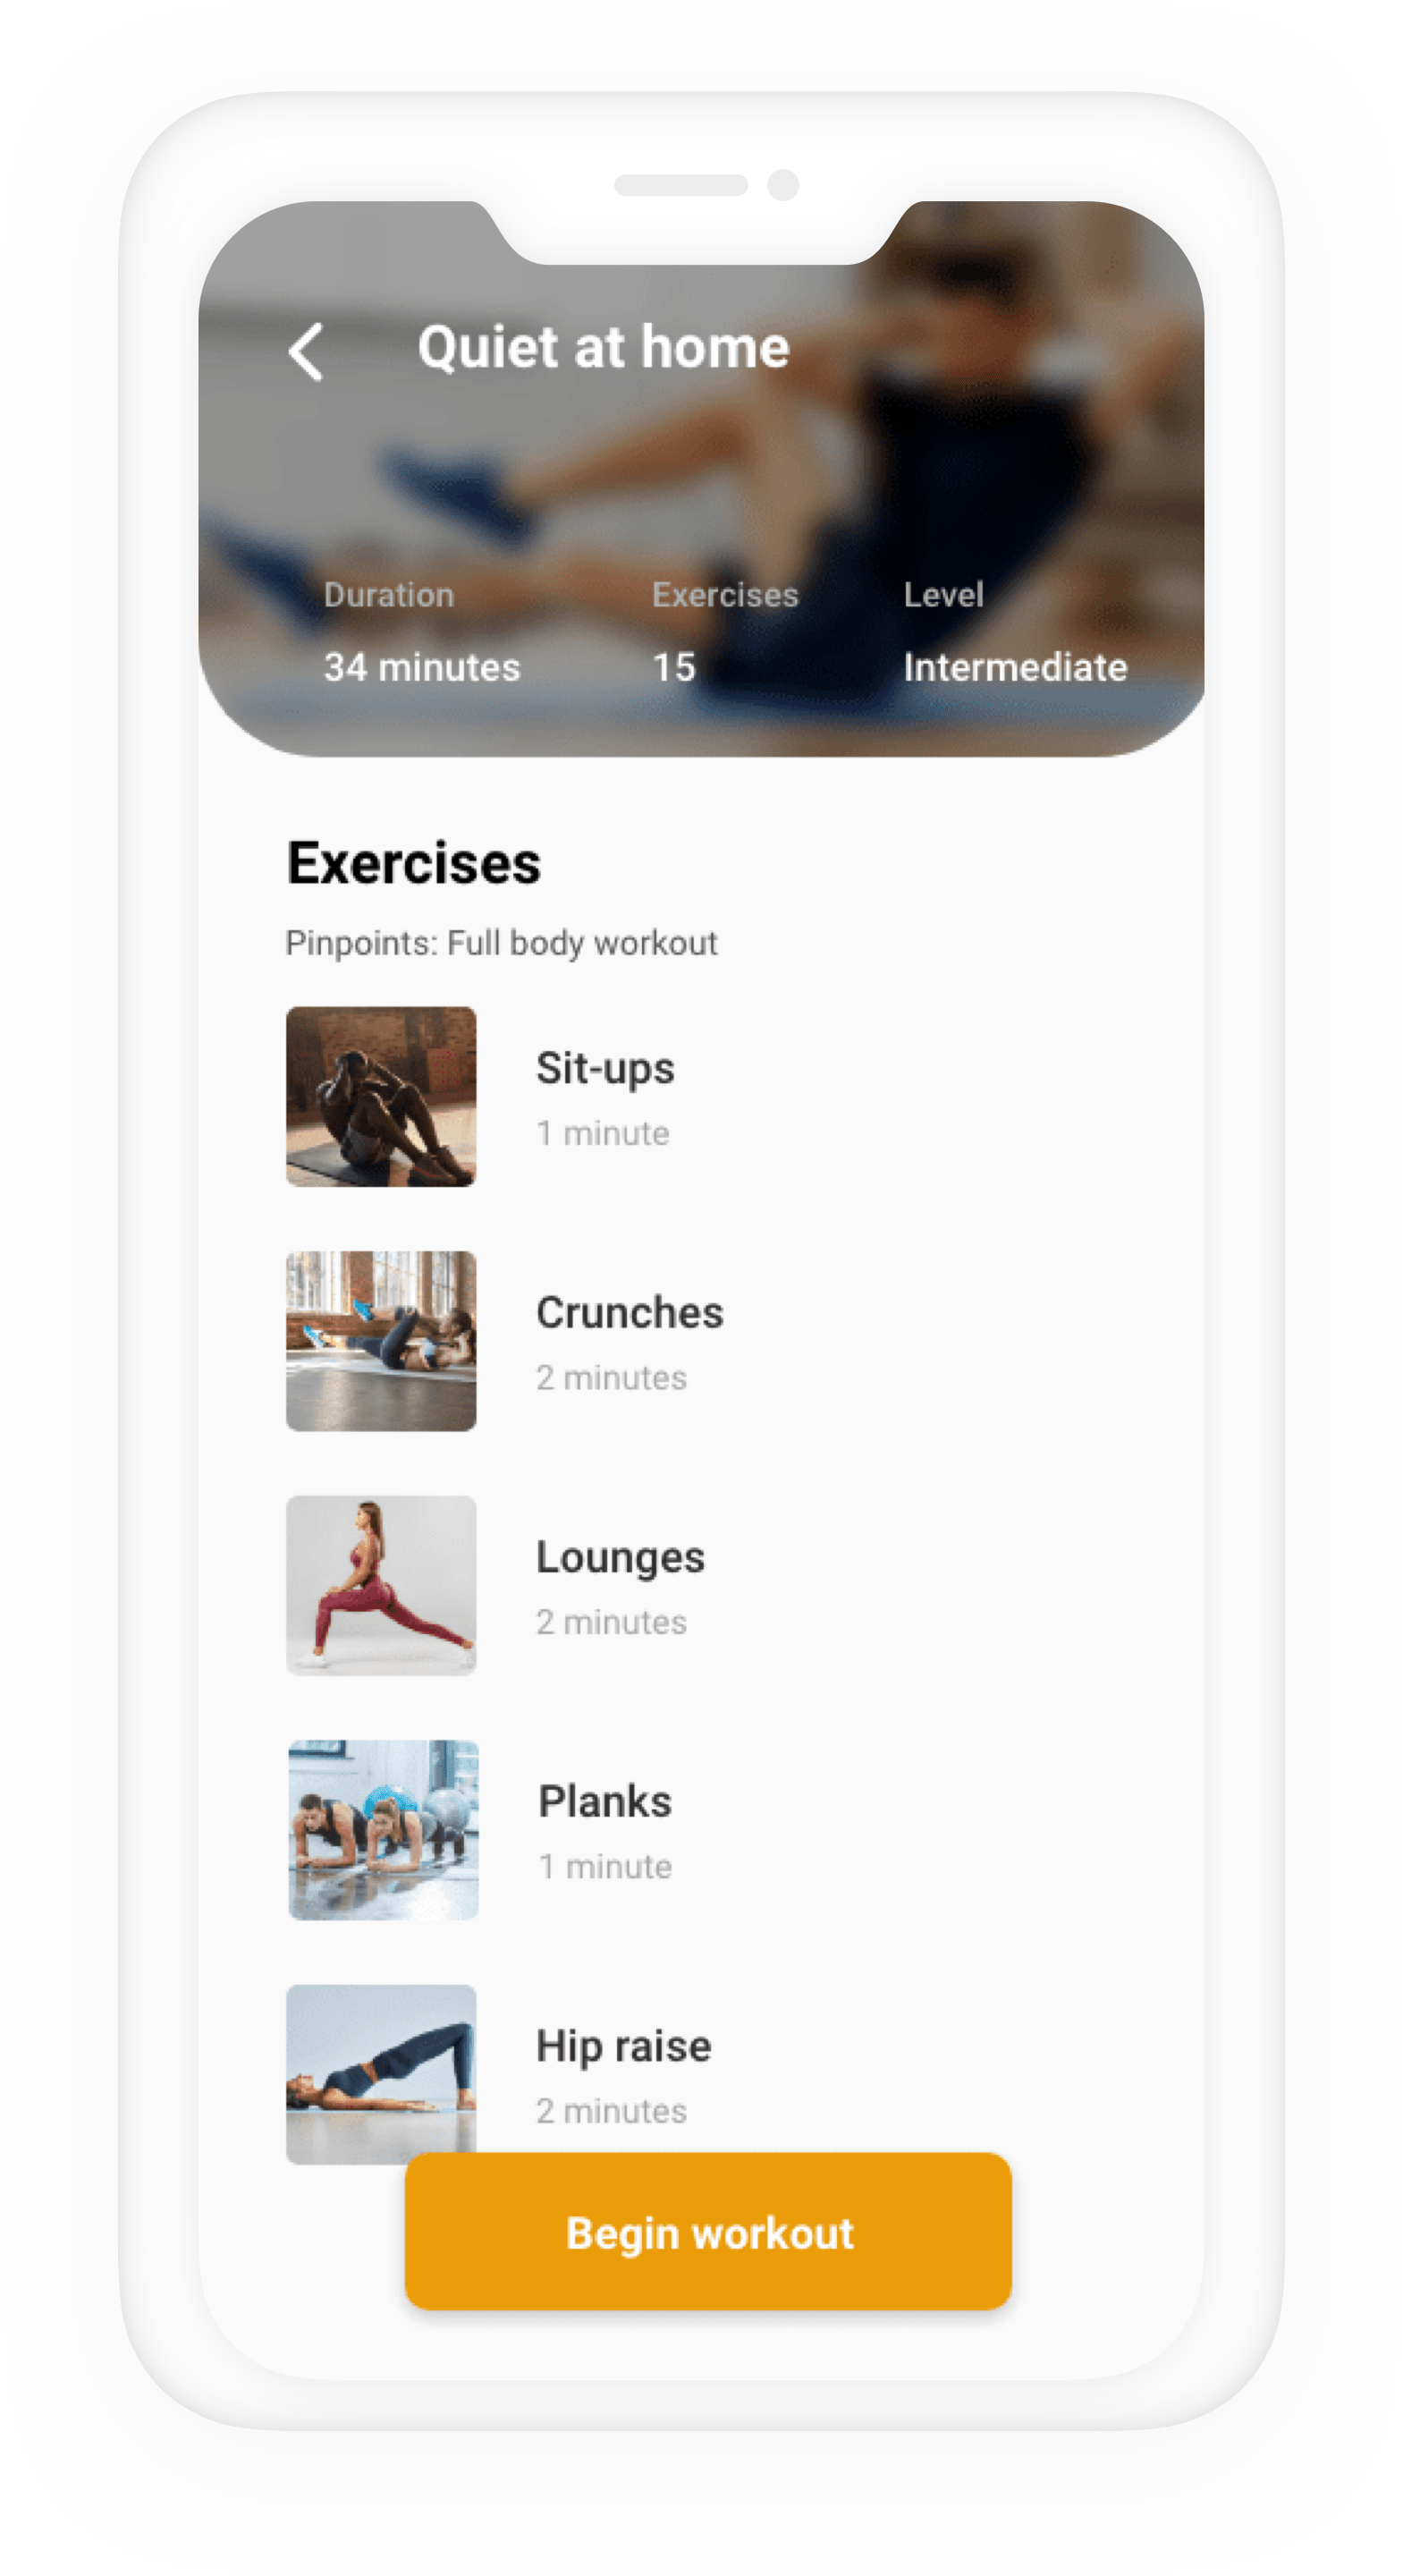 Quiet at home
Duration Exercises Level
34 minutes 15 Intermediate
Exercises
Pinpoints: Full body workout
Sit-ups
1 minute
Crunches
2 minutes
Lounges
2 minutes
Planks
1 minute
Hip raise
2 minutes
Begin workout